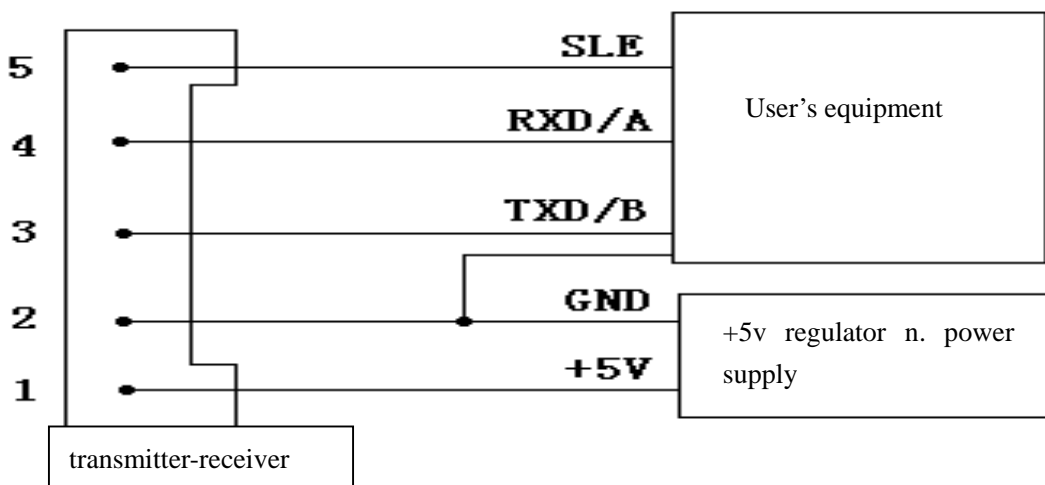 5
SLE
User's equipment
4
RXD/A
3
TXD/B
2
GND
+5v regulator n. power
supply
1
+5V
transmitter-receiver